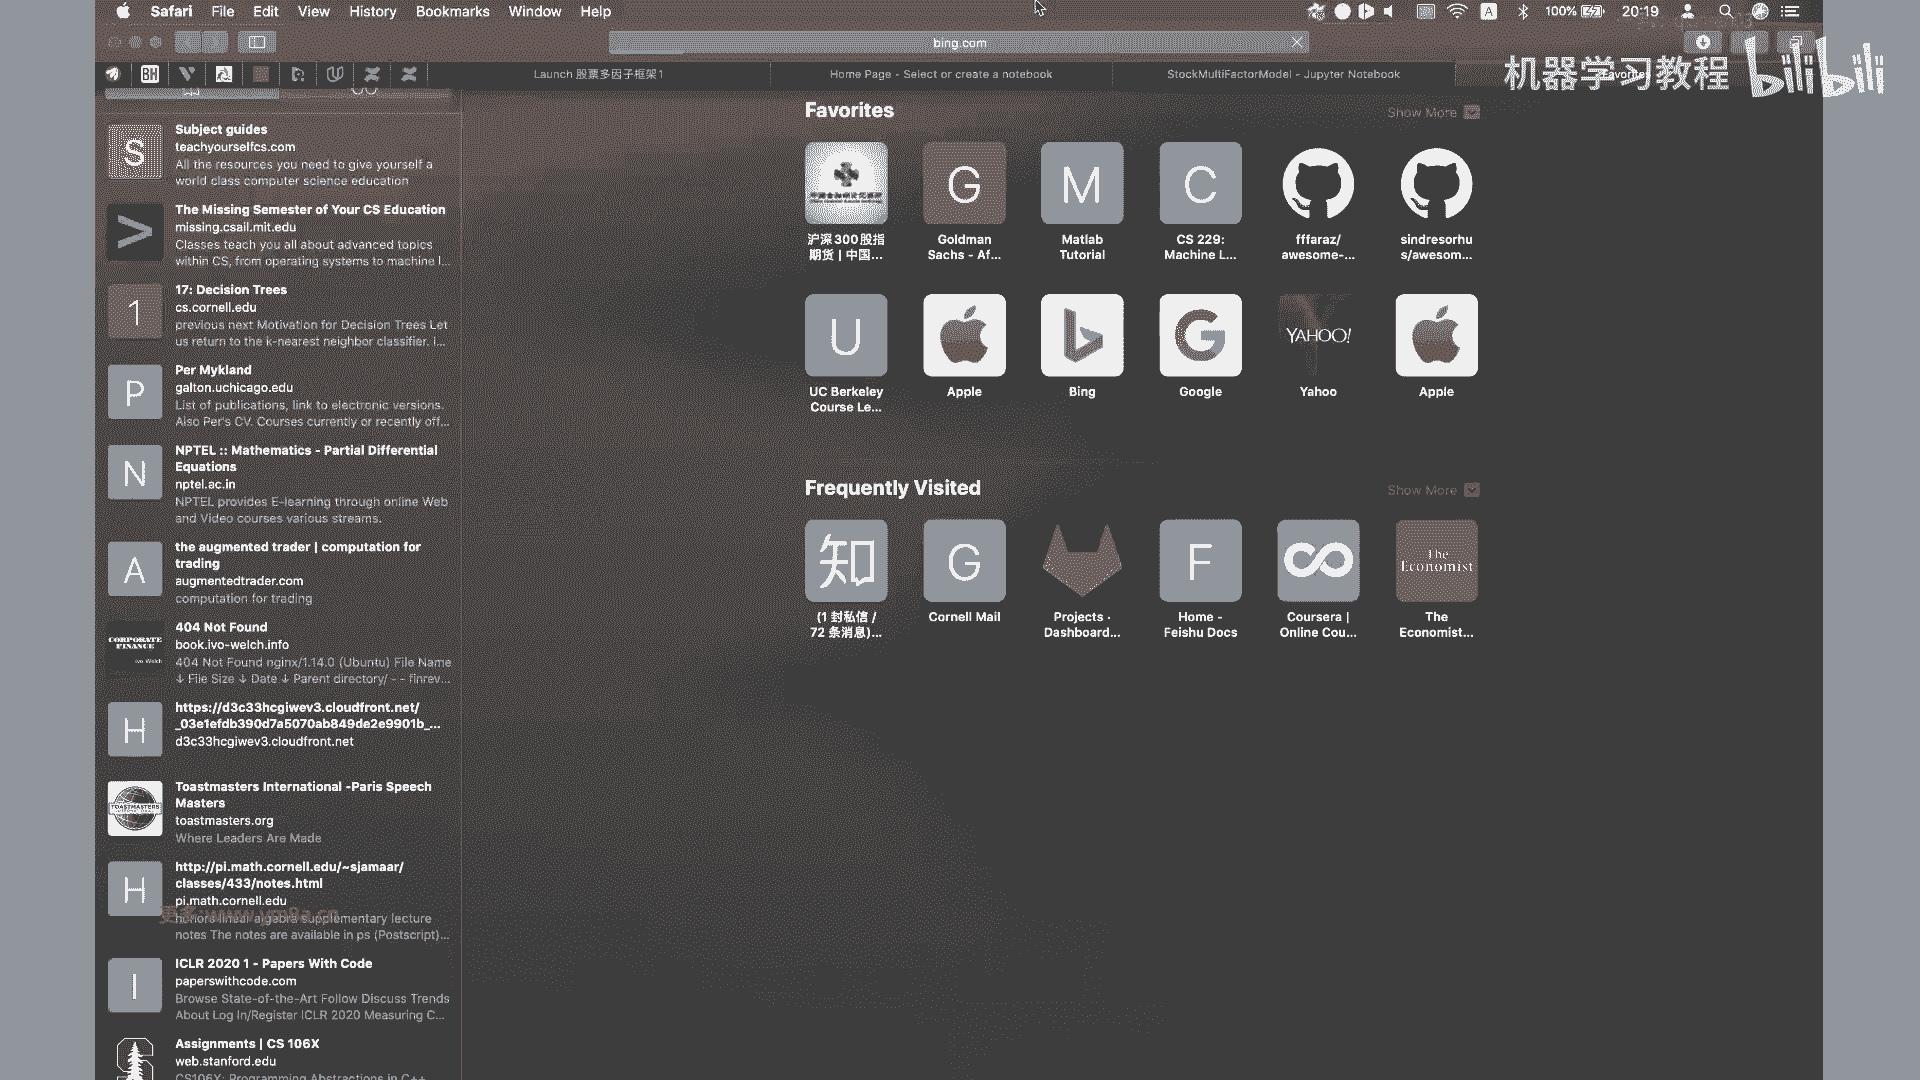 Safari File Edit View History Bookmarks Window Help
A
100%
20:19
bing.com
机器学习教程 bilibili
BH
Launch 股票多因子框架1
Home Page - Select or create a notebook
StockMultiFactorModel - Jupyter Notebook
S
Subject guides
teachyourselfcs.com
All the resources you need to give yourself a
world class computer science education
>
The Missing Semester of Your CS Education
missing.csail.mit.edu
Classes teach you all about advanced topics
within CS, from operating systems to machine l...
1
17: Decision Trees
cs.cornell.edu
previous next Motivation for Decision Trees Let
us return to the k-nearest neighbor classifier. I...
P
Per Mykland
galton.uchicago.edu
List of publications, link to electronic versions.
Also Per's CV. Courses currently or recently off...
N
NPTEL :: Mathematics - Partial Differential
Equations
nptel.ac.in
NPTEL provides E-learning through online Web
and Video courses various streams.
A
the augmented trader | computation for
trading
augmentedtrader.com
computation for trading
CORPORATE
FINANCE
Ivo Welch
404 Not Found
book.ivo-welch.info
404 Not Found nginx/1.14.0 (Ubuntu) File Name
↓ File Size ↓ Date ↓ Parent directory/ - - finrev...
H
https://d3c33hcgiwev3.cloudfront.net/
_03e1efdb390d7a5070ab849de2e9901b_...
d3c33hcgiwev3.cloudfront.net
TOASTMASTERS
Toastmasters International -Paris Speech
Masters
toastmasters.org
Where Leaders Are Made
H
http://pi.math.cornell.edu/~sjamaar/
classes/433/notes.html
pi.math.cornell.edu
honors linear algebra supplementary lecture
notes The notes are available in ps (Postscript)...
I
ICLR 2020 1 - Papers With Code
paperswithcode.com
Browse State-of-the-Art Follow Discuss Trends
About Log In/Register ICLR 2020 Measuring C...
S
Assignments | CS 106X
web.stanford.edu
CS106X: Programming Abstractions in C++
Favorites
Show More
G M C
沪深300股指
期货 | 中国...
Goldman
Sachs - Af...
Matlab
Tutorial
CS 229:
Machine L...
fffaraz/
awesome-...
sindresorhu
s/awesom...
U
G
YAHOO!
UC Berkeley
Course Le...
Apple
Bing
Google
Yahoo
Apple
Frequently Visited
Show More
知
G
F
The
Economist
(1 封私信 /
72 条消息)...
Cornell Mail
Projects ·
Dashboard...
Home -
Feishu Docs
Coursera |
Online Cou...
The
Economist...